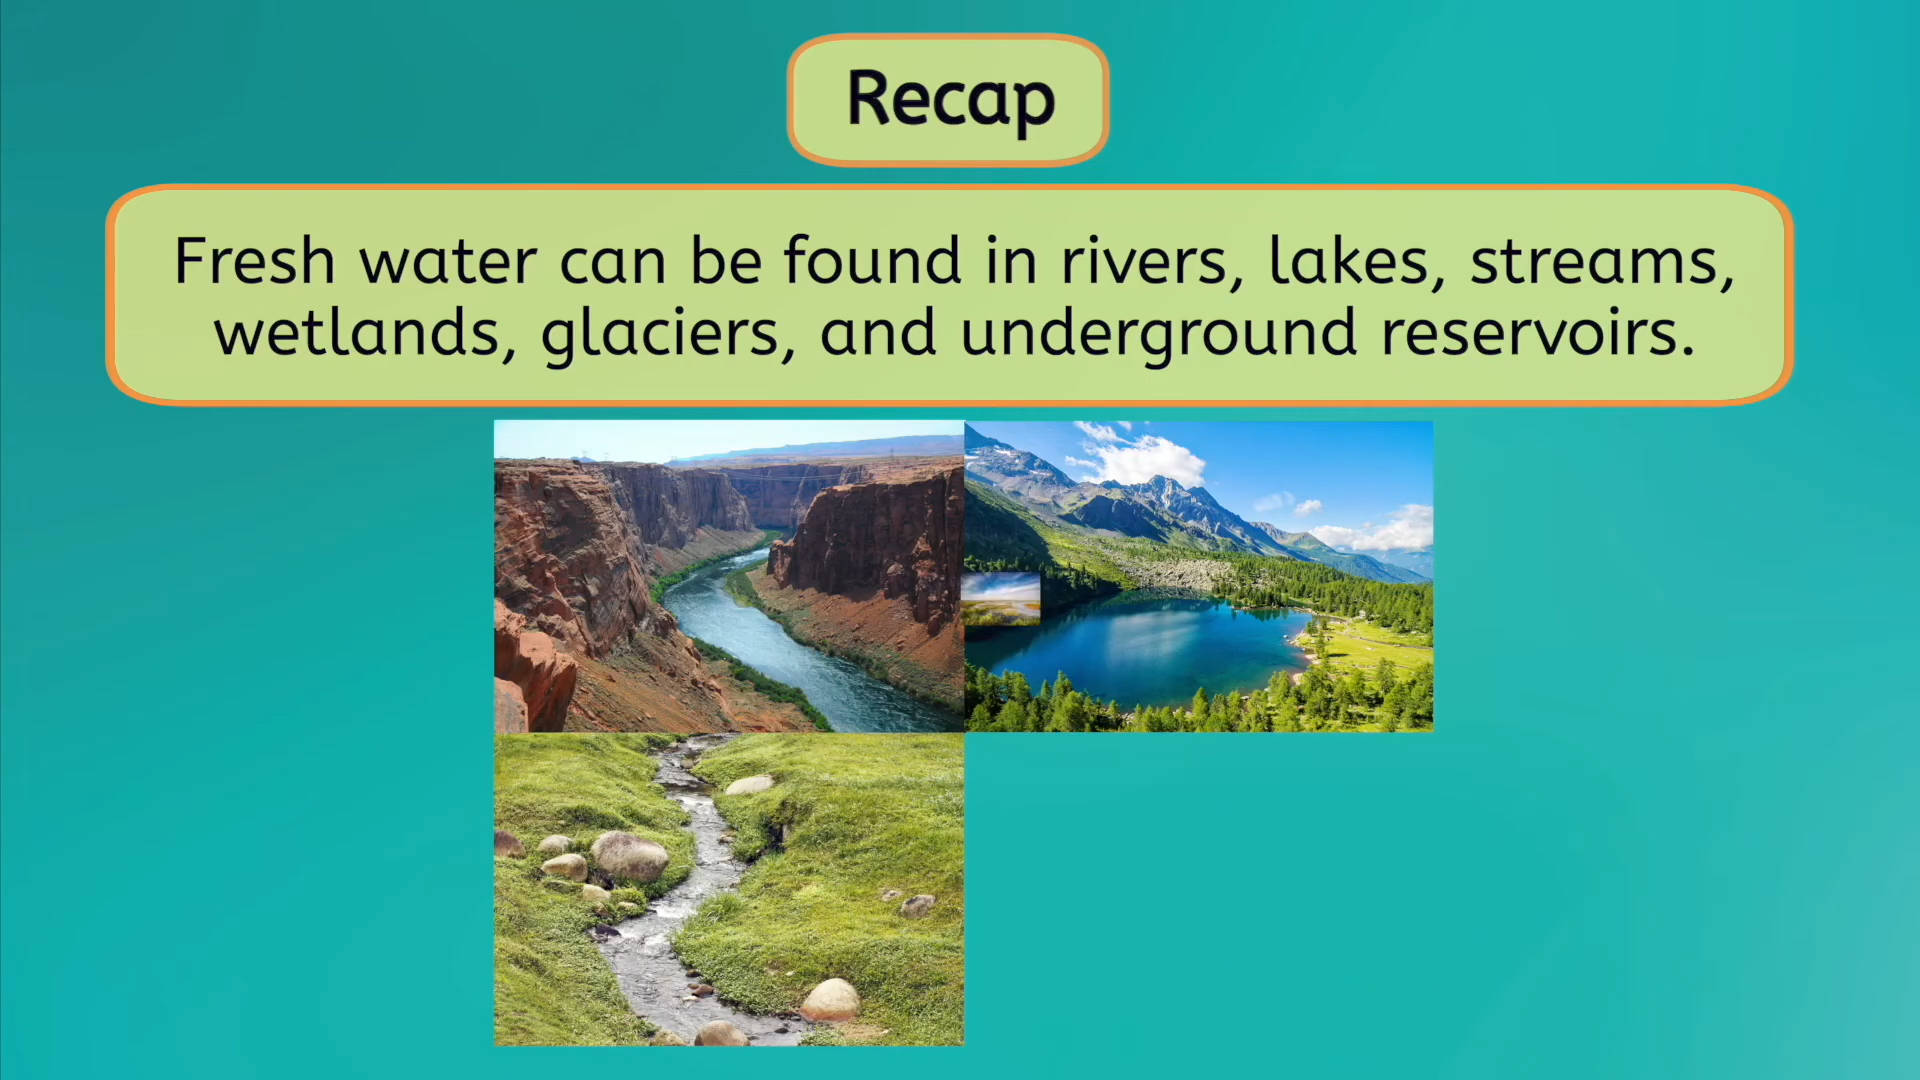 Recap
Fresh water can be found in rivers, lakes, streams,
wetlands, glaciers, and underground reservoirs.